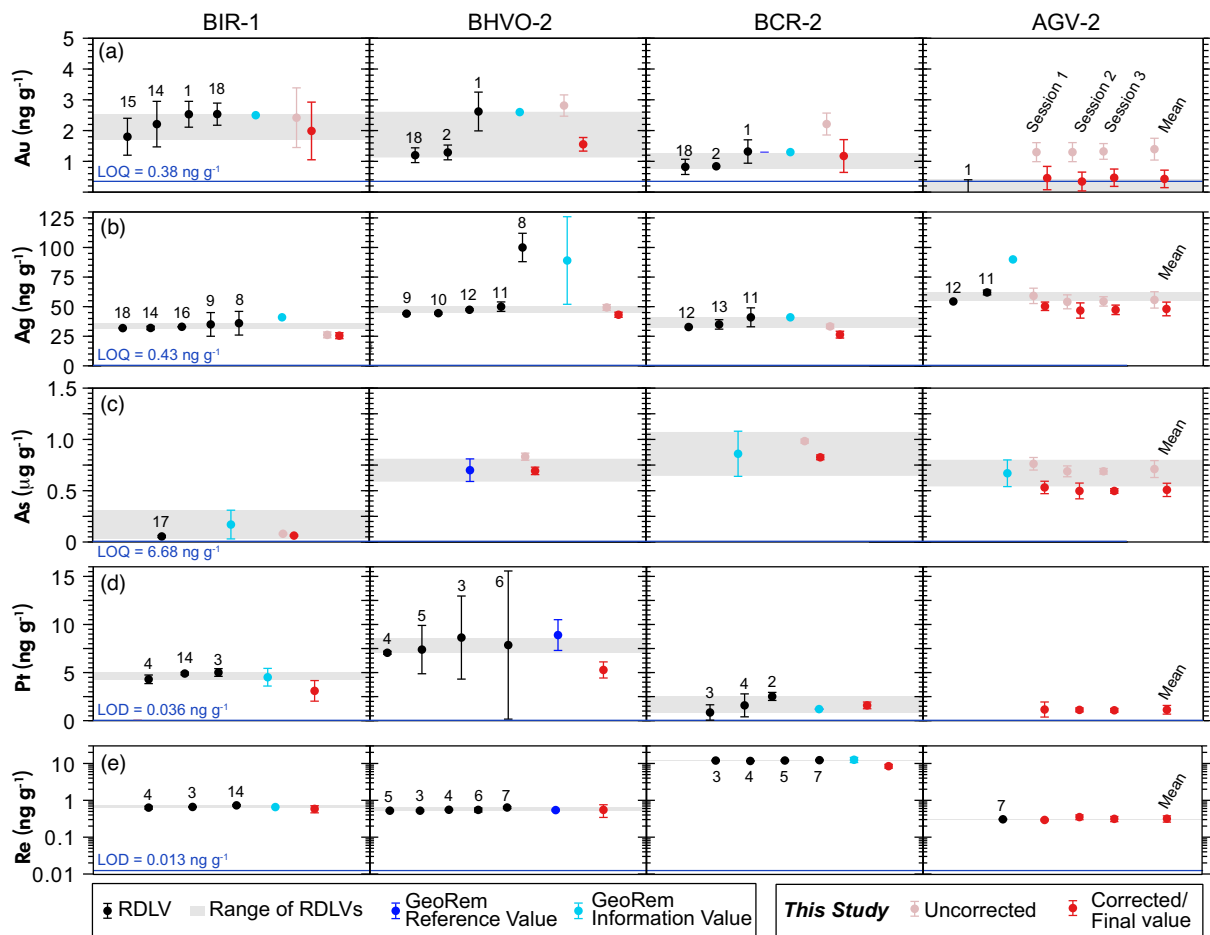 BIR-1 BHVO-2 BCR-2 AGV-2
(a)
Au (ng g-1)
5
4
3
2
1
15 14 1 18
18 2 1
18 2 1
1
Session 1
Session 2
Session 3
Mean
LOQ = 0.38 ng g-1
(b)
Ag (ng g-1)
125
100
75
50
25
0
18 14 16 9 8
9 10 12 11 8
12 13 11
12 11
Mean
LOQ = 0.43 ng g-1
(c)
As (µg g-1)
1.5
1.0
0.5
0
17
Mean
LOQ = 6.68 ng g-1
(d)
Pt (ng g-1)
15
10
5
0
4 14 3
4 5 3 6
3 4 2
Mean
LOD = 0.036 ng g-1
(e)
Re (ng g-1)
10
1
0.1
0.01
4 3 14
5 3 4 6 7
3 4 5 7
7
Mean
LOD = 0.013 ng g-1
RDLV
Range of RDLVs
GeoRem
Reference Value
GeoRem
Information Value
This Study
Uncorrected
Corrected/
Final value